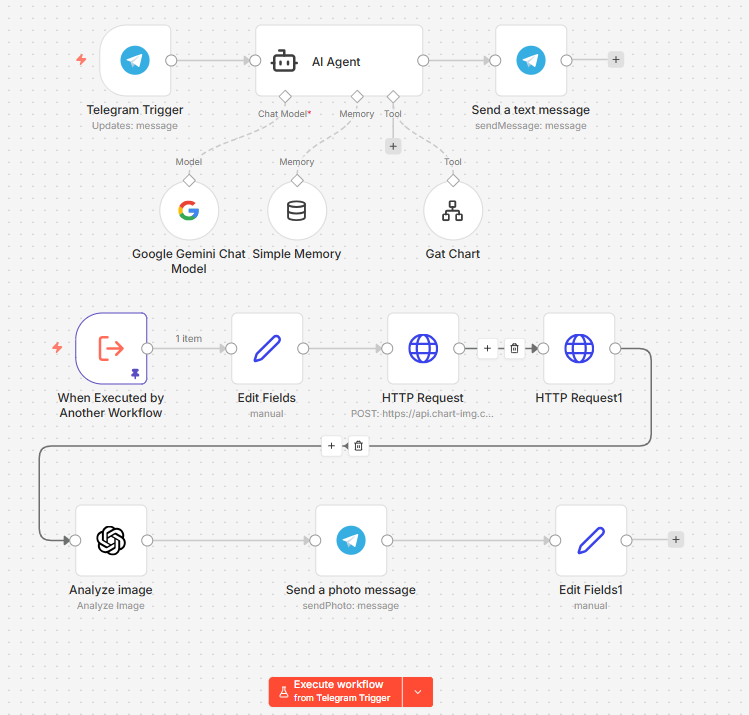 AI Agent
Telegram Trigger
Updates: message
Chat Model*
Memory
Tool
Send a text message
sendMessage: message
Model
Memory
Tool
Google Gemini Chat
Model
Simple Memory
Gat Chart
1 item
When Executed by
Another Workflow
Edit Fields
manual
HTTP Request
POST: https://api.chart-img.c...
HTTP Request1
Analyze image
Analyze Image
Send a photo message
sendPhoto: message
Edit Fields1
manual
Execute workflow
from Telegram Trigger